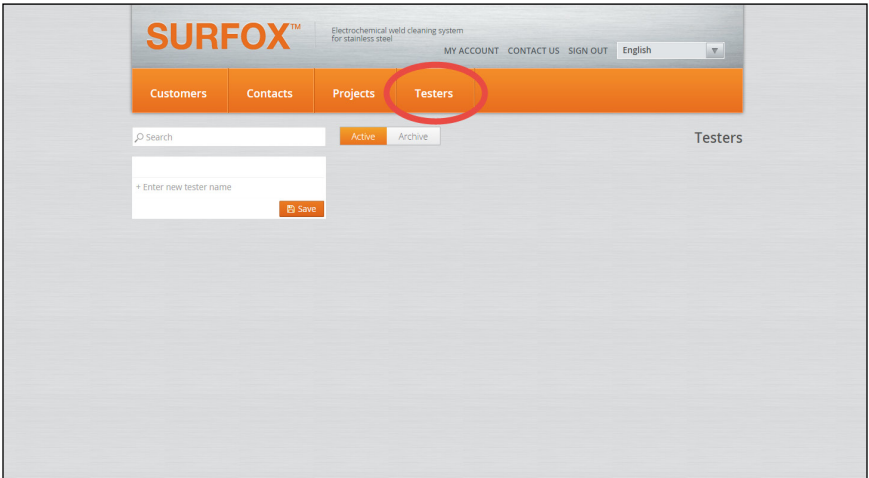 SURFOX™
Electrochemical weld cleaning system
for stainless steel
MY ACCOUNT CONTACT US SIGN OUT English
Customers Contacts Projects Testers
Search Active Archive Testers
+ Enter new tester name
Save